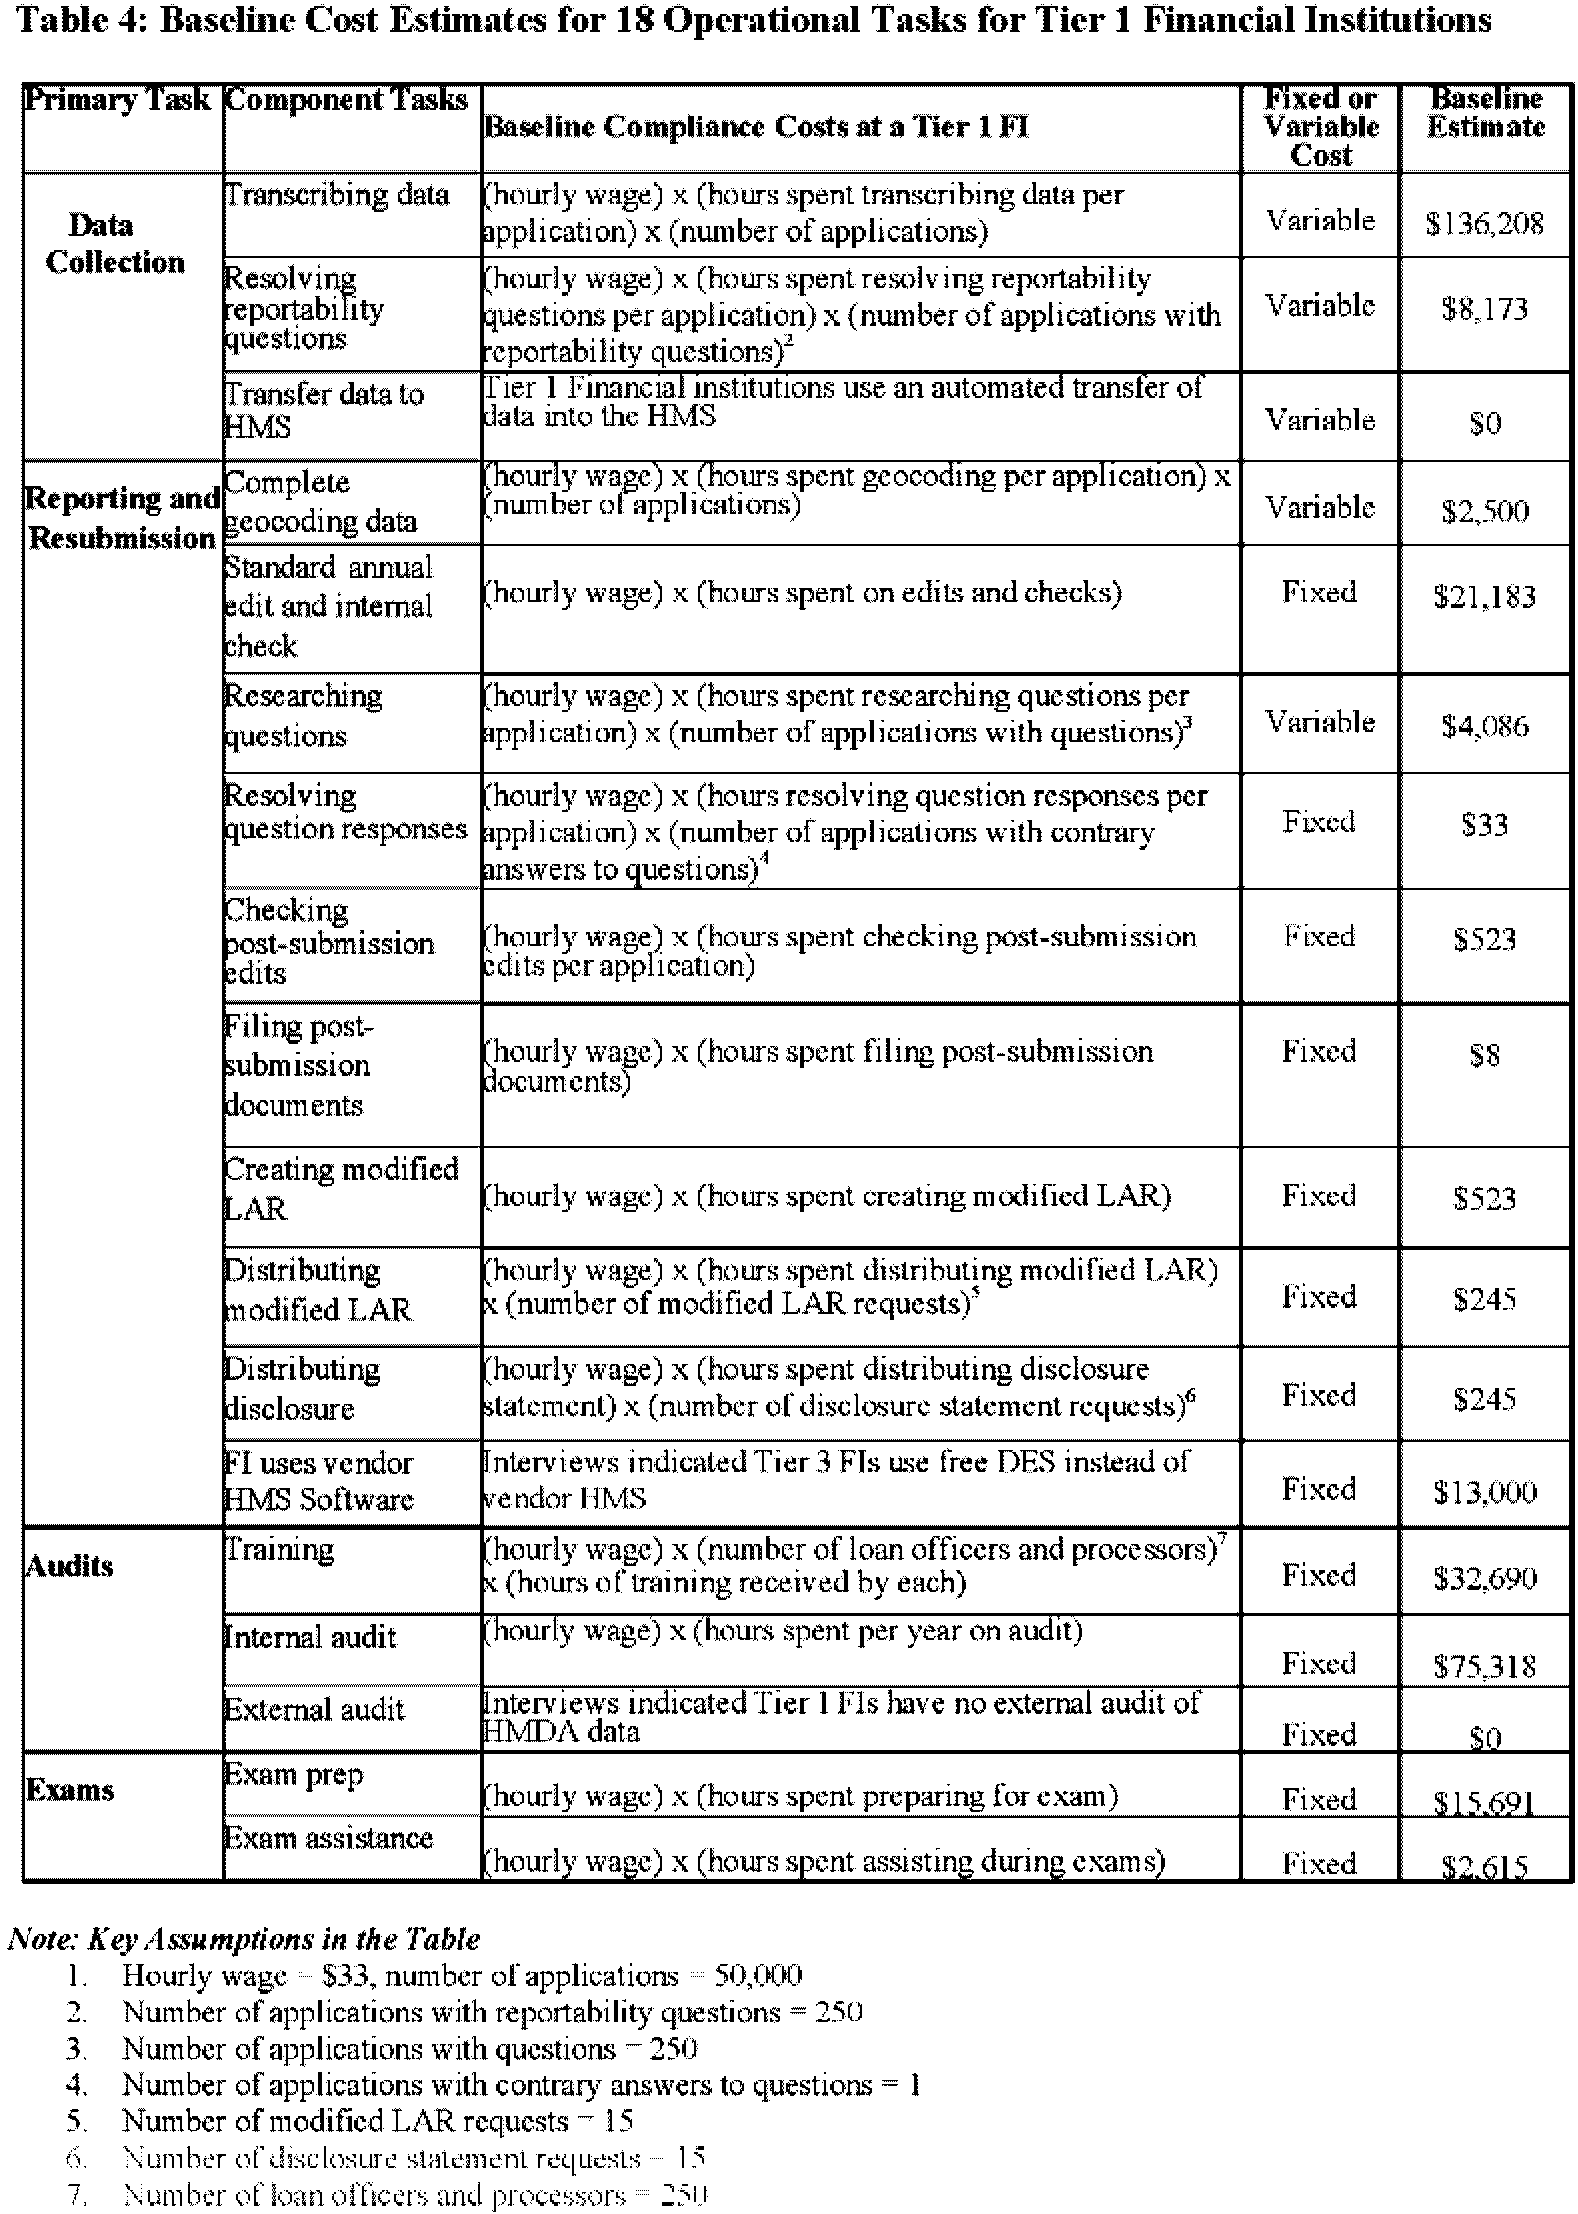 Table 4: Baseline Cost Estimates for 18 Operational Tasks for Tier 1 Financial Institutions
Primary Task
Component Tasks
Baseline Compliance Costs at a Tier 1 FI
Fixed or
Variable
Cost
Baseline
Estimate
Data
Collection
Transcribing data
(hourly wage) x (hours spent transcribing data per
application) x (number of applications)
Variable
$136,208
Resolving
reportability
questions
(hourly wage) x (hours spent resolving reportability
questions per application) x (number of applications with
reportability questions)2
Variable
$8,173
Transfer data to
HMS
Tier 1 Financial institutions use an automated transfer of
data into the HMS
Variable
$0
Reporting and
Resubmission
Complete
geocoding data
(hourly wage) x (hours spent geocoding per application) x
(number of applications)
Variable
$2,500
Standard annual
edit and internal
check
(hourly wage) x (hours spent on edits and checks)
Fixed
$21,183
Researching
questions
(hourly wage) x (hours spent researching questions per
application) x (number of applications with questions)3
Variable
$4,086
Resolving
question responses
(hourly wage) x (hours resolving question responses per
application) x (number of applications with contrary
answers to questions)4
Fixed
$33
Checking
post-submission
edits
(hourly wage) x (hours spent checking post-submission
edits per application)
Fixed
$523
Filing post-
submission
documents
(hourly wage) x (hours spent filing post-submission
documents)
Fixed
$8
Creating modified
LAR
(hourly wage) x (hours spent creating modified LAR)
Fixed
$523
Distributing
modified LAR
(hourly wage) x (hours spent distributing modified LAR)
x (number of modified LAR requests)5
Fixed
$245
Distributing
disclosure
(hourly wage) x (hours spent distributing disclosure
statement) x (number of disclosure statement requests)6
Fixed
$245
FI uses vendor
HMS Software
Interviews indicated Tier 3 FIs use free DES instead of
vendor HMS
Fixed
$13,000
Audits
Training
(hourly wage) x (number of loan officers and processors)7
x (hours of training received by each)
Fixed
$32,690
Internal audit
(hourly wage) x (hours spent per year on audit)
Fixed
$75,318
External audit
Interviews indicated Tier 1 FIs have no external audit of
HMDA data
Fixed
$0
Exams
Exam prep
(hourly wage) x (hours spent preparing for exam)
Fixed
$15,691
Exam assistance
(hourly wage) x (hours spent assisting during exams)
Fixed
$2,615
Note: Key Assumptions in the Table
1. Hourly wage = $33, number of applications = 50,000
2. Number of applications with reportability questions = 250
3. Number of applications with questions = 250
4. Number of applications with contrary answers to questions = 1
5. Number of modified LAR requests = 15
6. Number of disclosure statement requests = 15
7. Number of loan officers and processors = 250